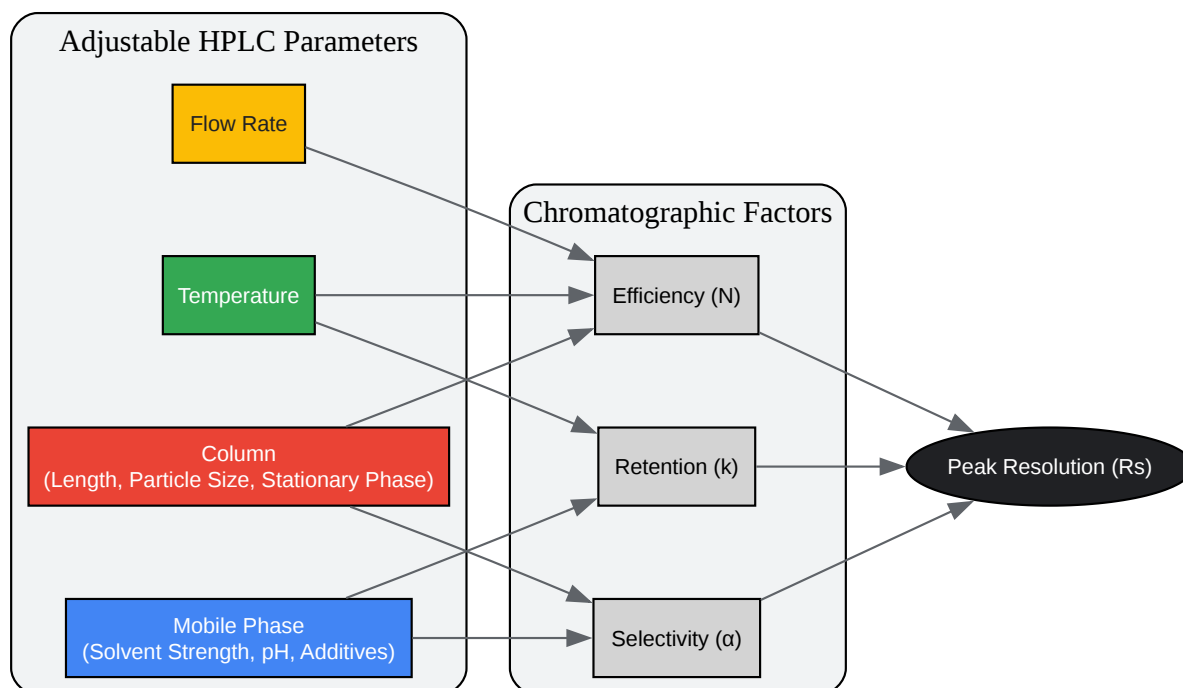 Adjustable HPLC Parameters
Flow Rate
Temperature
Column
(Length, Particle Size, Stationary Phase)
Mobile Phase
(Solvent Strength, pH, Additives)
Chromatographic Factors
Efficiency (N)
Retention (k)
Selectivity (α)
Peak Resolution (Rs)